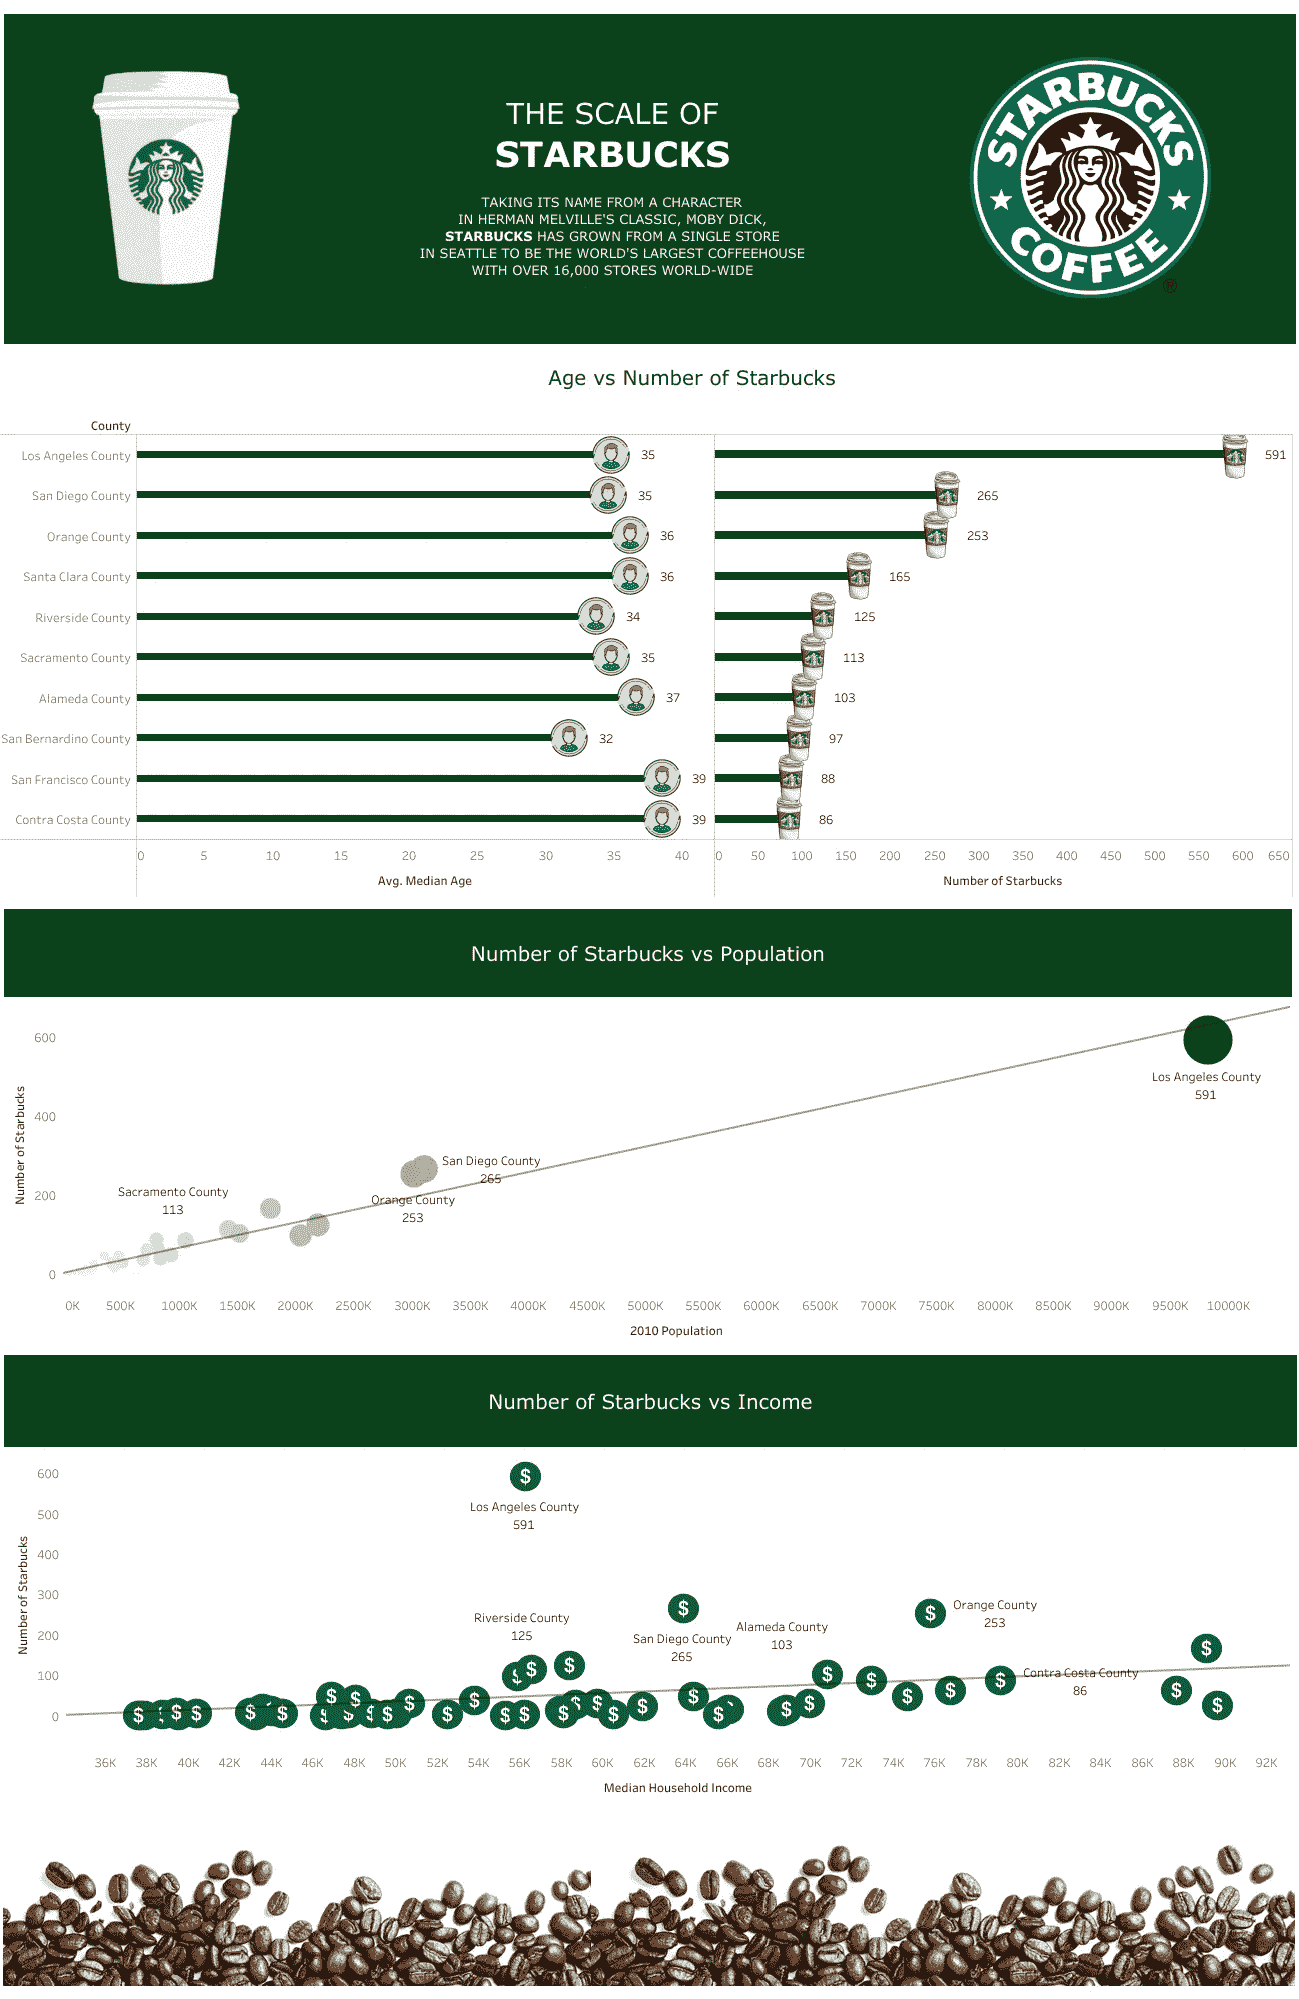 THE SCALE OF
STARBUCKS
TAKING ITS NAME FROM A CHARACTER
IN HERMAN MELVILLE'S CLASSIC, MOBY DICK,
STARBUCKS HAS GROWN FROM A SINGLE STORE
IN SEATTLE TO BE THE WORLD'S LARGEST COFFEEHOUSE
WITH OVER 16,000 STORES WORLD-WIDE
STARBUCKS
COFFEE
®
Age vs Number of Starbucks
County
Los Angeles County 35 591
San Diego County 35 265
Orange County 36 253
Santa Clara County 36 165
Riverside County 34 125
Sacramento County 35 113
Alameda County 37 103
San Bernardino County 32 97
San Francisco County 39 88
Contra Costa County 39 86
0 5 10 15 20 25 30 35 40 0 50 100 150 200 250 300 350 400 450 500 550 600 650
Avg. Median Age Number of Starbucks
Number of Starbucks vs Population
Number of Starbucks
600
400
200
0
Los Angeles County
591
San Diego County
265
Sacramento County
113
Orange County
253
0K 500K 1000K 1500K 2000K 2500K 3000K 3500K 4000K 4500K 5000K 5500K 6000K 6500K 7000K 7500K 8000K 8500K 9000K 9500K 10000K
2010 Population
Number of Starbucks vs Income
Number of Starbucks
600
500
400
300
200
100
0
$
Los Angeles County
591
Riverside County
125
San Diego County
265
Alameda County
103
Orange County
253
Contra Costa County
86
36K 38K 40K 42K 44K 46K 48K 50K 52K 54K 56K 58K 60K 62K 64K 66K 68K 70K 72K 74K 76K 78K 80K 82K 84K 86K 88K 90K 92K
Median Household Income